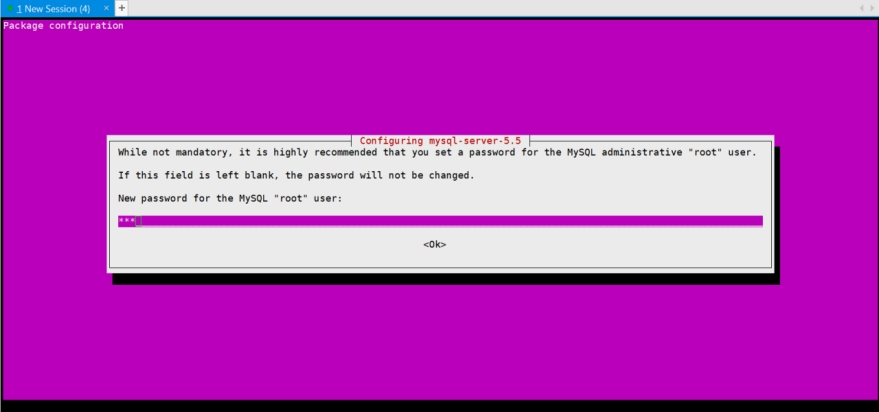 1 New Session (4) × +
Package configuration
Configuring mysql-server-5.5
While not mandatory, it is highly recommended that you set a password for the MySQL administrative "root" user.
If this field is left blank, the password will not be changed.
New password for the MySQL "root" user:
***
<Ok>